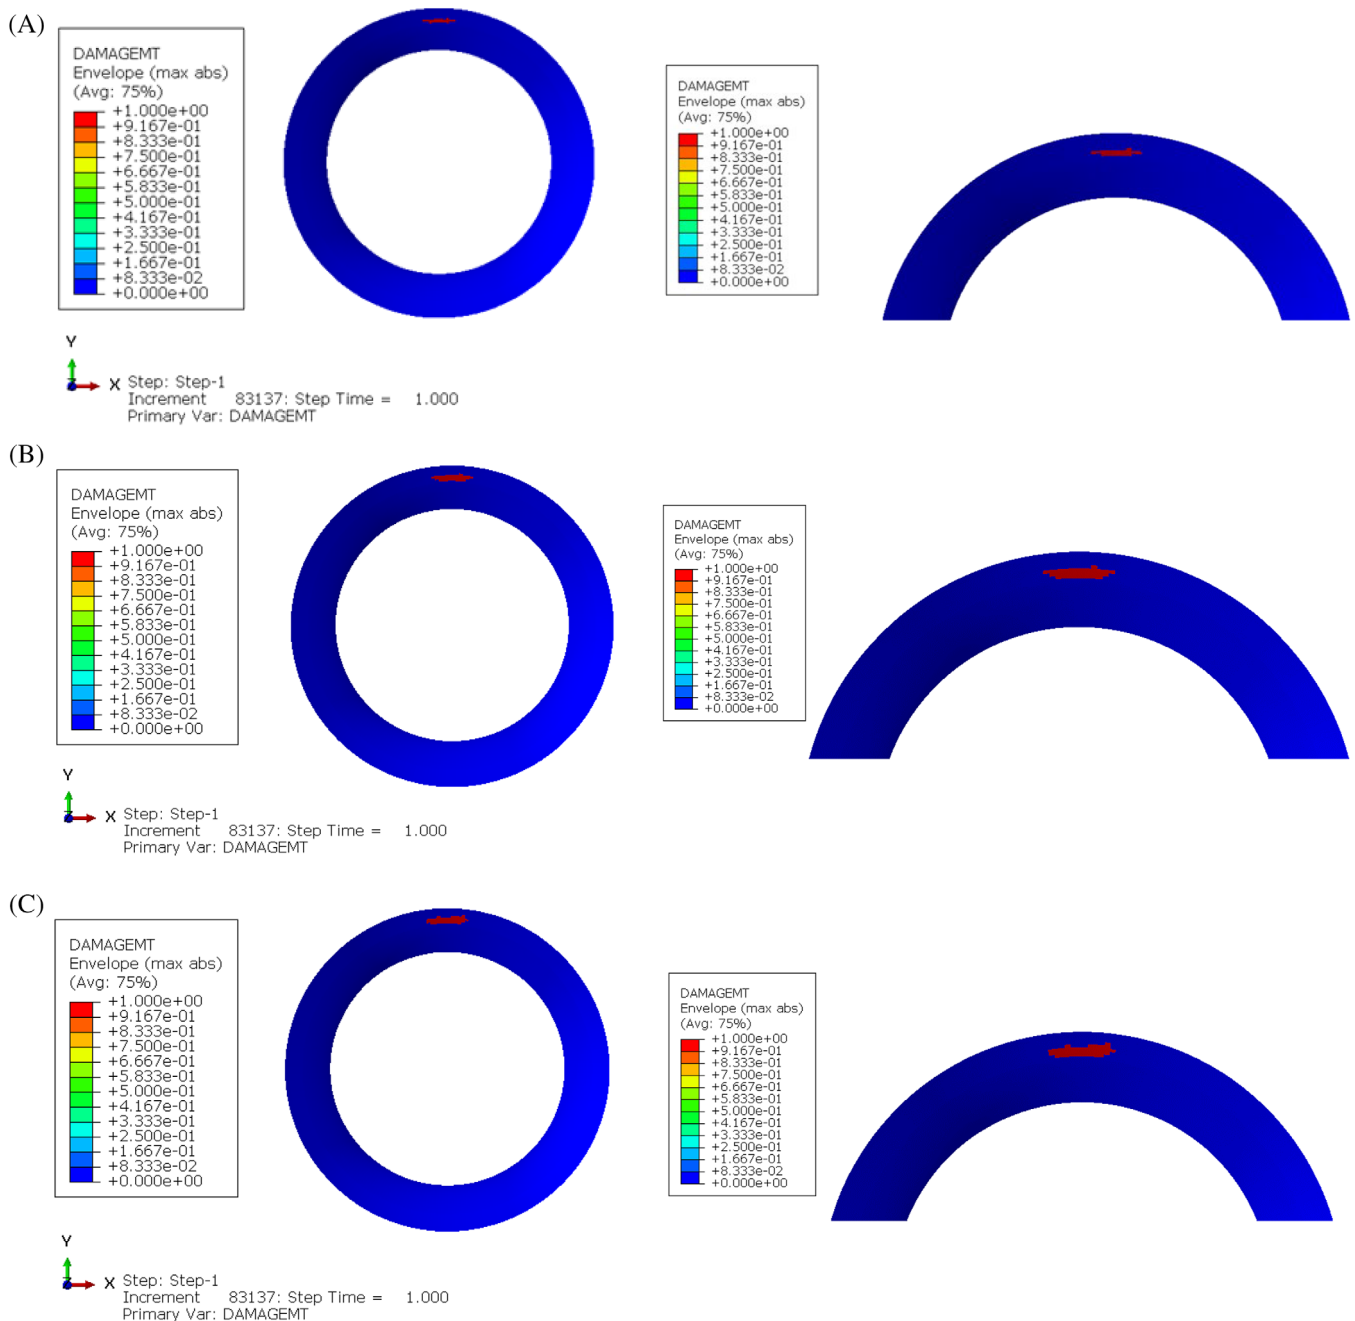 (A)
DAMAGEMT
Envelope (max abs)
(Avg: 75%)
+1.000e+00
+9.167e-01
+8.333e-01
+7.500e-01
+6.667e-01
+5.833e-01
+5.000e-01
+4.167e-01
+3.333e-01
+2.500e-01
+1.667e-01
+8.333e-02
+0.000e+00
DAMAGEMT
Envelope (max abs)
(Avg: 75%)
+1.000e+00
+9.167e-01
+8.333e-01
+7.500e-01
+6.667e-01
+5.833e-01
+5.000e-01
+4.167e-01
+3.333e-01
+2.500e-01
+1.667e-01
+8.333e-02
+0.000e+00
Y
X Step: Step-1
Increment 83137: Step Time = 1.000
Primary Var: DAMAGEMT
(B)
DAMAGEMT
Envelope (max abs)
(Avg: 75%)
+1.000e+00
+9.167e-01
+8.333e-01
+7.500e-01
+6.667e-01
+5.833e-01
+5.000e-01
+4.167e-01
+3.333e-01
+2.500e-01
+1.667e-01
+8.333e-02
+0.000e+00
DAMAGEMT
Envelope (max abs)
(Avg: 75%)
+1.000e+00
+9.167e-01
+8.333e-01
+7.500e-01
+6.667e-01
+5.833e-01
+5.000e-01
+4.167e-01
+3.333e-01
+2.500e-01
+1.667e-01
+8.333e-02
+0.000e+00
Y
X Step: Step-1
Increment 83137: Step Time = 1.000
Primary Var: DAMAGEMT
(C)
DAMAGEMT
Envelope (max abs)
(Avg: 75%)
+1.000e+00
+9.167e-01
+8.333e-01
+7.500e-01
+6.667e-01
+5.833e-01
+5.000e-01
+4.167e-01
+3.333e-01
+2.500e-01
+1.667e-01
+8.333e-02
+0.000e+00
DAMAGEMT
Envelope (max abs)
(Avg: 75%)
+1.000e+00
+9.167e-01
+8.333e-01
+7.500e-01
+6.667e-01
+5.833e-01
+5.000e-01
+4.167e-01
+3.333e-01
+2.500e-01
+1.667e-01
+8.333e-02
+0.000e+00
Y
X Step: Step-1
Increment 83137: Step Time = 1.000
Primary Var: DAMAGEMT